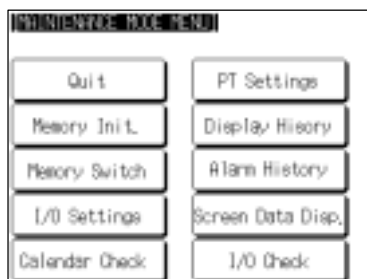 [MAINTENANCE MODE MENU]
Quit
PT Settings
Memory Init.
Display Hisory
Memory Switch
Alarm History
I/O Settings
Screen Data Disp.
Calendar Check
I/O Check